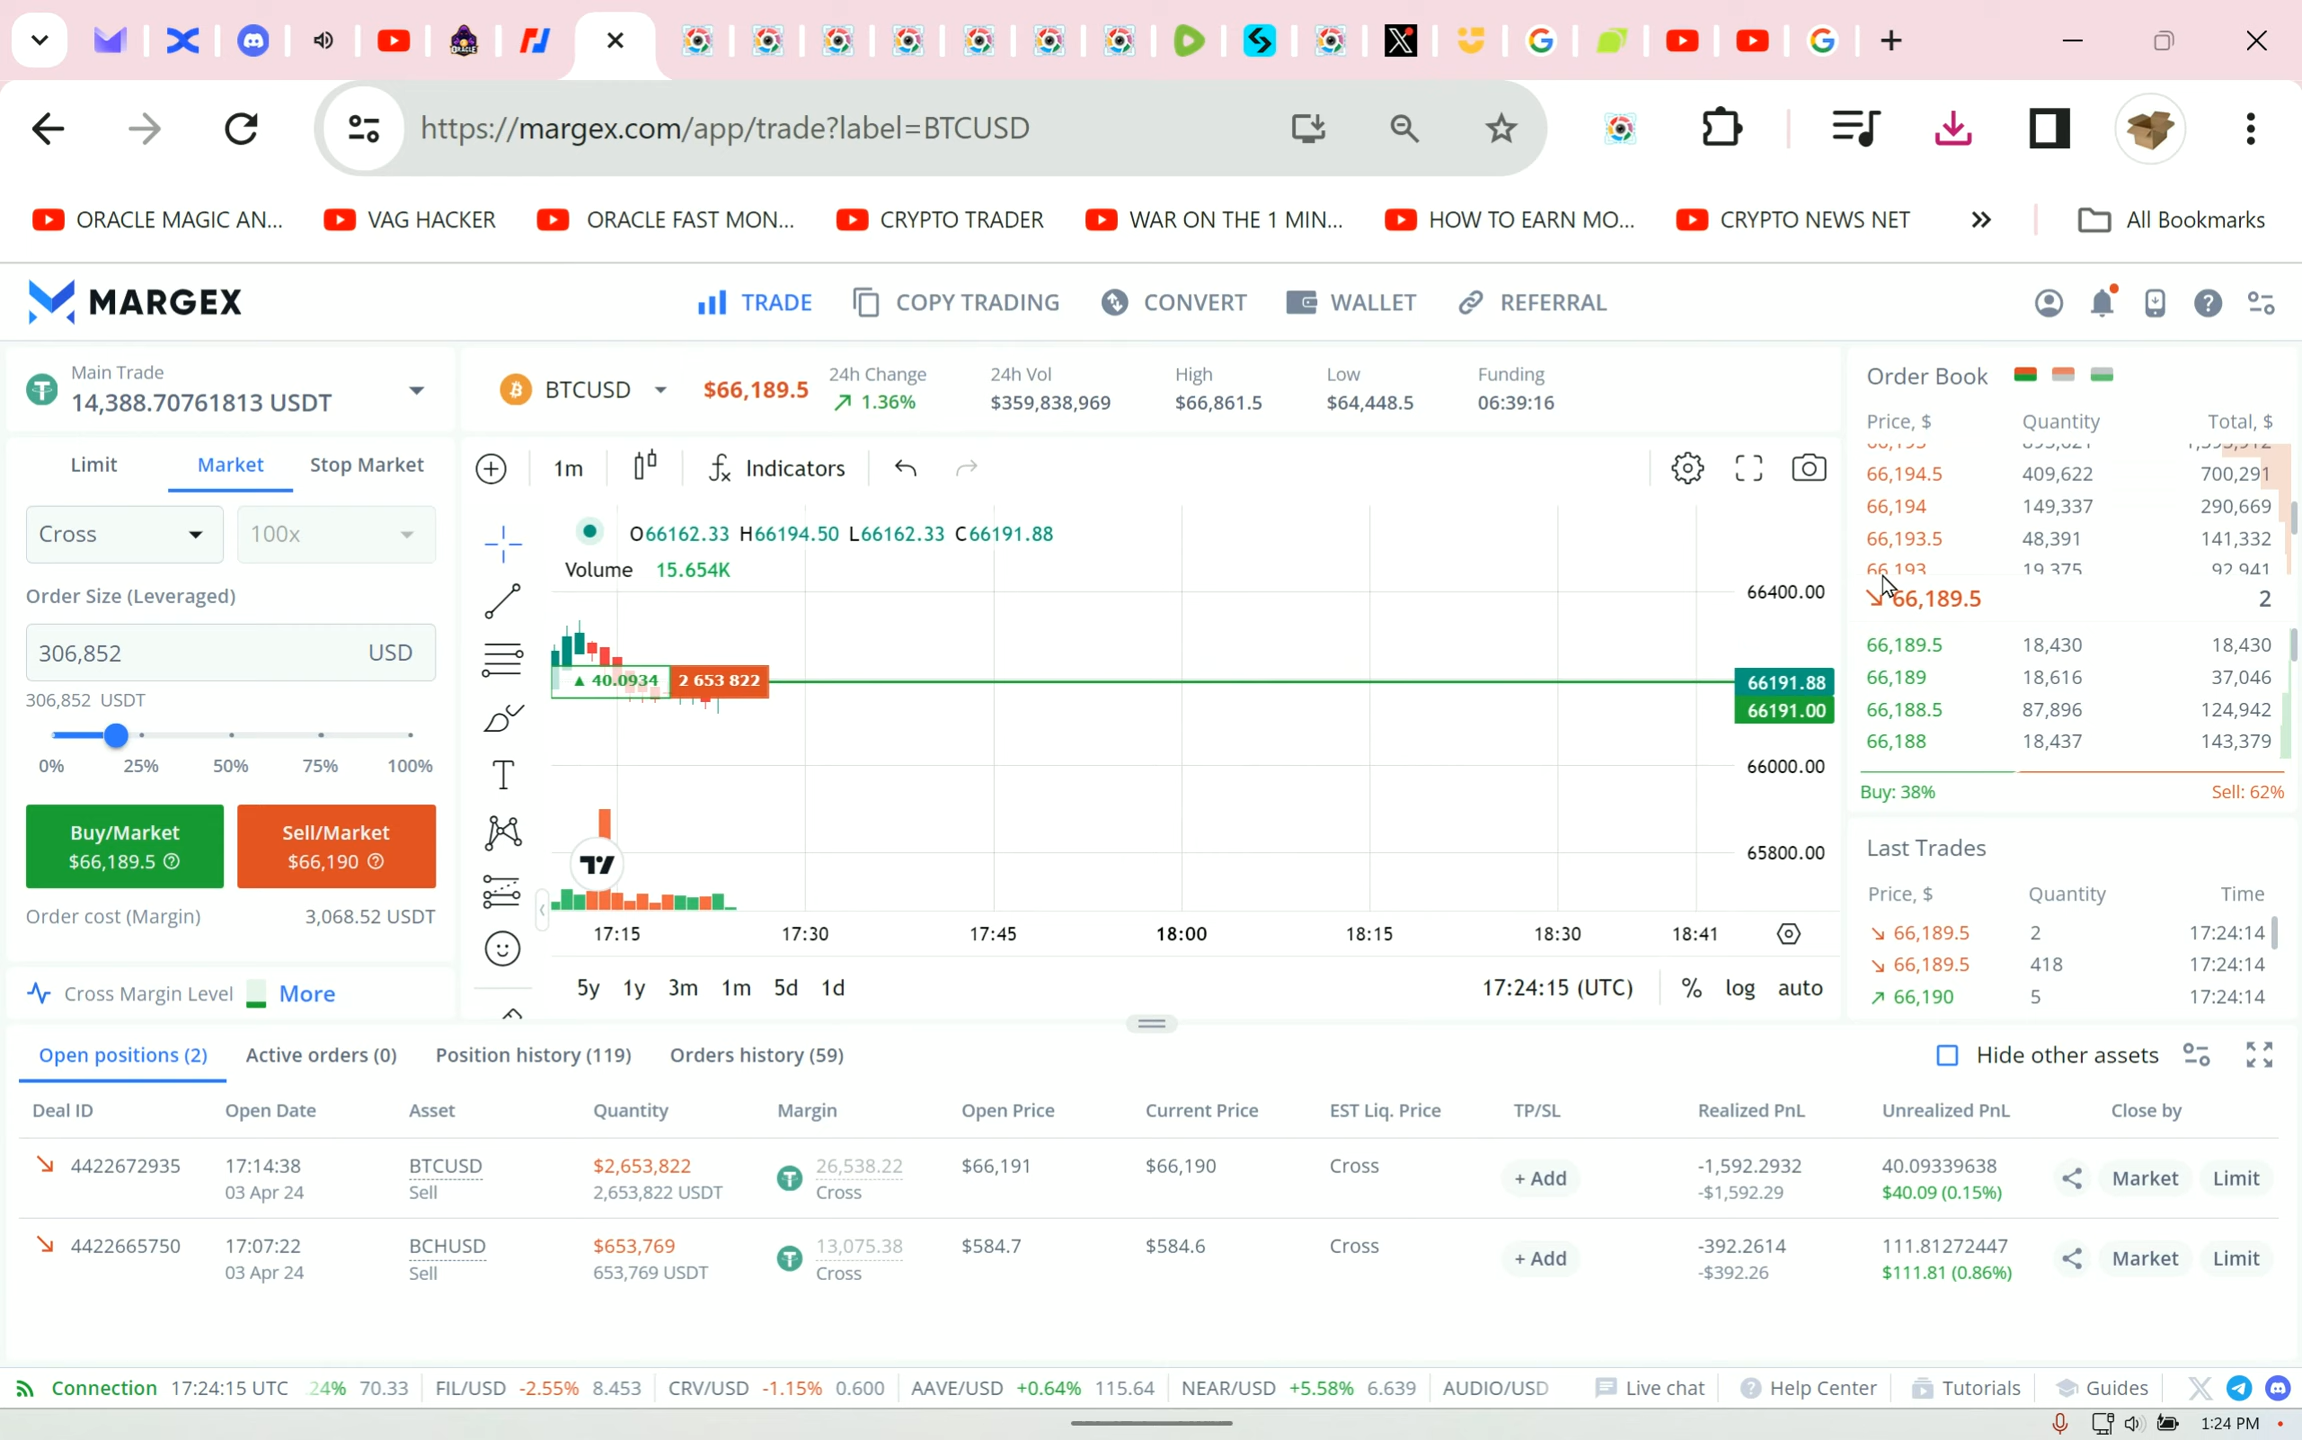 https://margex.com/app/trade?label=BTCUSD
ORACLE MAGIC AN... VAG HACKER ORACLE FAST MON... CRYPTO TRADER WAR ON THE 1 MIN... HOW TO EARN MO... CRYPTO NEWS NET » All Bookmarks
MARGEX TRADE COPY TRADING CONVERT WALLET REFERRAL
Main Trade
14,388.70761813 USDT
BTCUSD $66,189.5
24h Change 24h Vol High Low Funding
1.36% $359,838,969 $66,861.5 $64,448.5 06:39:16
Limit Market Stop Market
Cross 100x
Order Size (Leveraged)
306,852 USD
306,852 USDT
0% 25% 50% 75% 100%
Buy/Market Sell/Market
$66,189.5 $66,190
Order cost (Margin) 3,068.52 USDT
Cross Margin Level More
1m Indicators
O66162.33 H66194.50 L66162.33 C66191.88
Volume 15.654K
66400.00
▲ 40.0934 2 653 822
66191.88
66191.00
66000.00
65800.00
17:15 17:30 17:45 18:00 18:15 18:30 18:41
5y 1y 3m 1m 5d 1d 17:24:15 (UTC) % log auto
Order Book
Price, $ Quantity Total, $
66,194.5 409,622 700,291
66,194 149,337 290,669
66,193.5 48,391 141,332
66,193 19,375 92,941
66,189.5 2
66,189.5 18,430 18,430
66,189 18,616 37,046
66,188.5 87,896 124,942
66,188 18,437 143,379
Buy: 38% Sell: 62%
Last Trades
Price, $ Quantity Time
66,189.5 2 17:24:14
66,189.5 418 17:24:14
66,190 5 17:24:14
Open positions (2) Active orders (0) Position history (119) Orders history (59) Hide other assets
Deal ID Open Date Asset Quantity Margin Open Price Current Price EST Liq. Price TP/SL Realized PnL Unrealized PnL Close by
4422672935 17:14:38 BTCUSD $2,653,822 26,538.22 $66,191 $66,190 Cross + Add -1,592.2932 40.09339638 Market Limit
03 Apr 24 Sell 2,653,822 USDT Cross -$1,592.29 $40.09 (0.15%)
4422665750 17:07:22 BCHUSD $653,769 13,075.38 $584.7 $584.6 Cross + Add -392.2614 111.81272447 Market Limit
03 Apr 24 Sell 653,769 USDT Cross -$392.26 $111.81 (0.86%)
Connection 17:24:15 UTC 24% 70.33 FIL/USD -2.55% 8.453 CRV/USD -1.15% 0.600 AAVE/USD +0.64% 115.64 NEAR/USD +5.58% 6.639 AUDIO/USD Live chat Help Center Tutorials Guides
1:24 PM